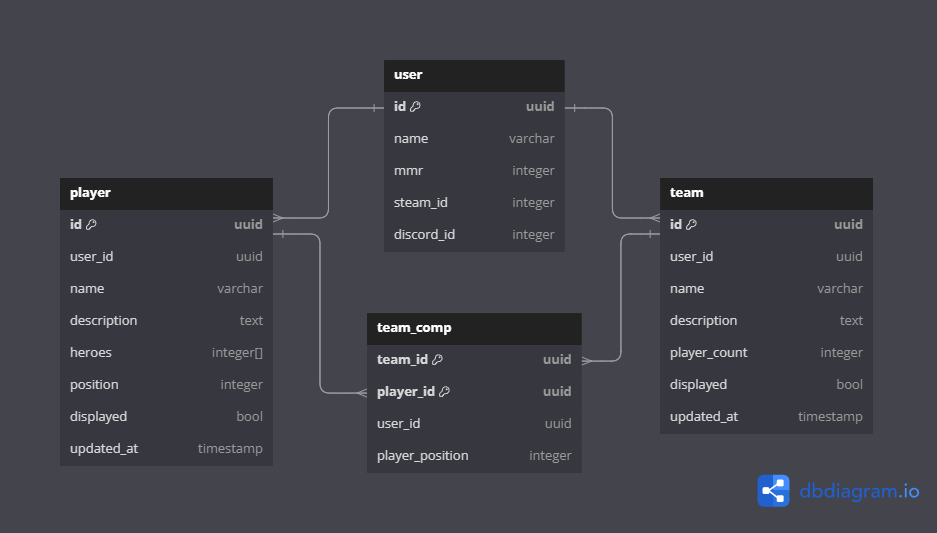 user
id uuid
name varchar
mmr integer
steam_id integer
discord_id integer
player
id uuid
user_id uuid
name varchar
description text
heroes integer[]
position integer
displayed bool
updated_at timestamp
team
id uuid
user_id uuid
name varchar
description text
player_count integer
displayed bool
updated_at timestamp
team_comp
team_id uuid
player_id uuid
user_id uuid
player_position integer
dbdiagram.io